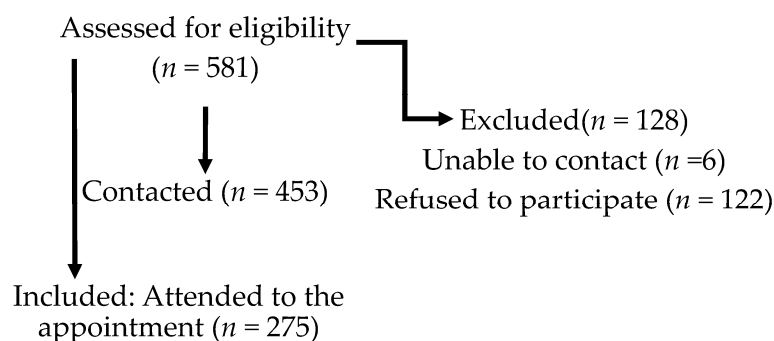 Assessed for eligibility
(n = 581)
Excluded(n = 128)
Unable to contact (n =6)
Contacted (n = 453)
Refused to participate (n = 122)
Included: Attended to the
appointment (n = 275)